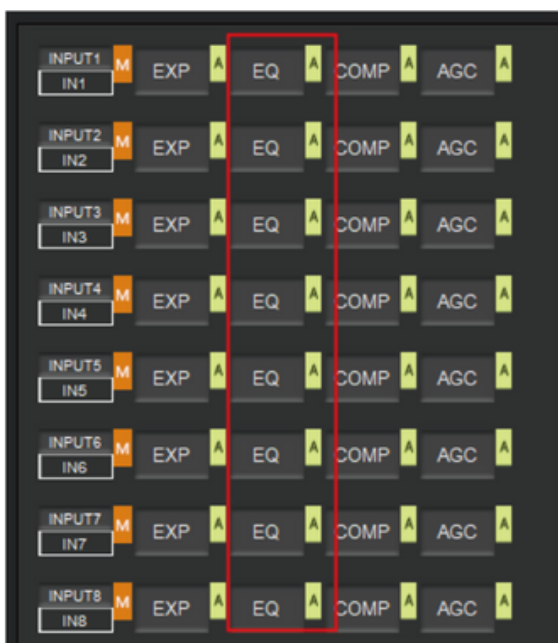 INPUT1 M EXP A EQ A COMP A AGC A
IN1
INPUT2 M EXP A EQ A COMP A AGC A
IN2
INPUT3 M EXP A EQ A COMP A AGC A
IN3
INPUT4 M EXP A EQ A COMP A AGC A
IN4
INPUT5 M EXP A EQ A COMP A AGC A
IN5
INPUT6 M EXP A EQ A COMP A AGC A
IN6
INPUT7 M EXP A EQ A COMP A AGC A
IN7
INPUT8 M EXP A EQ A COMP A AGC A
IN8